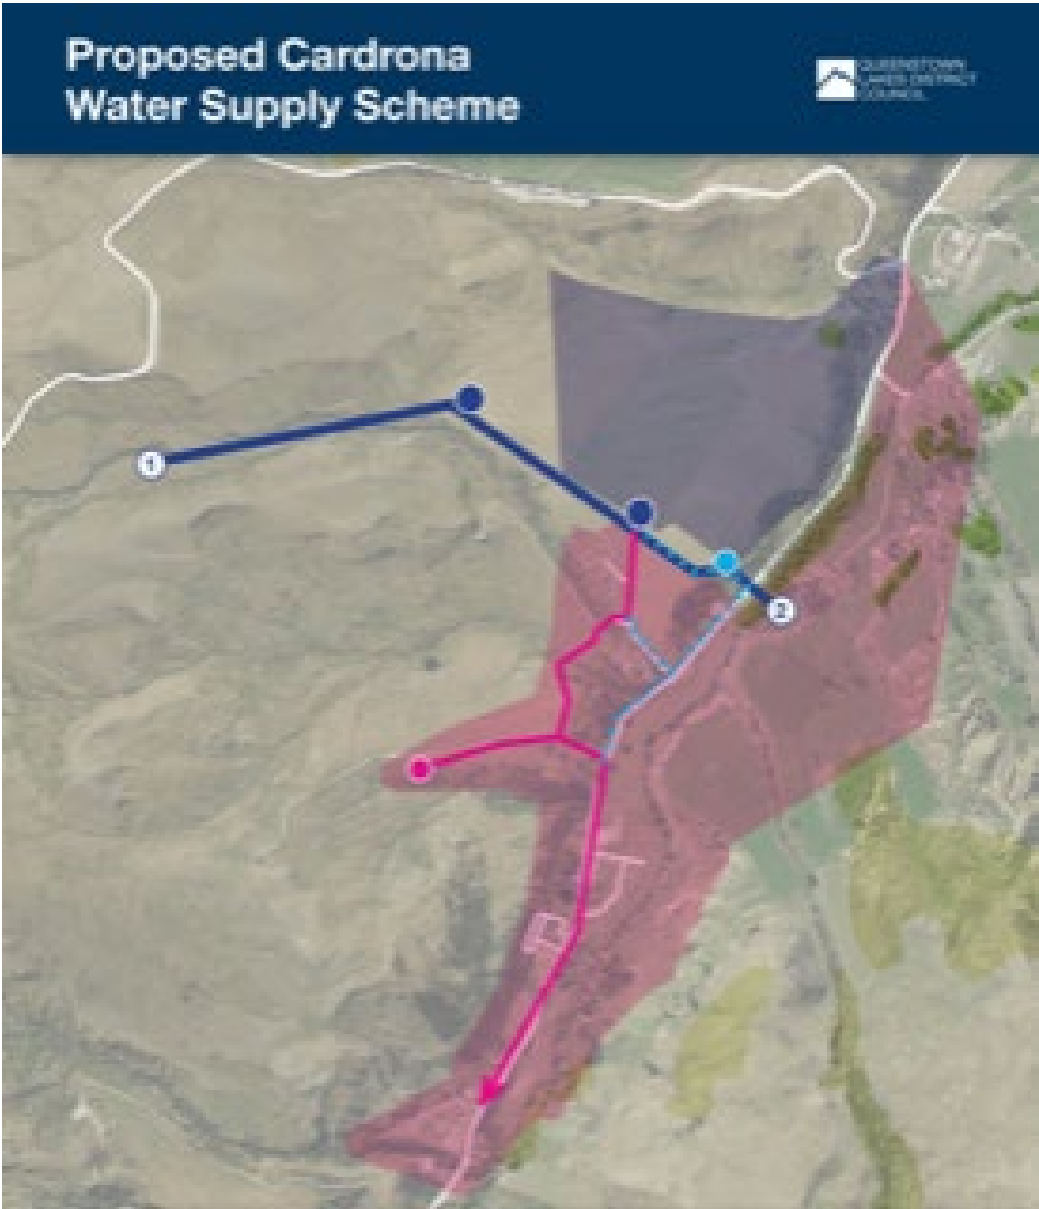 Proposed Cardrona
Water Supply Scheme
QUEENSTOWN
LAKES DISTRICT
COUNCIL
1
2